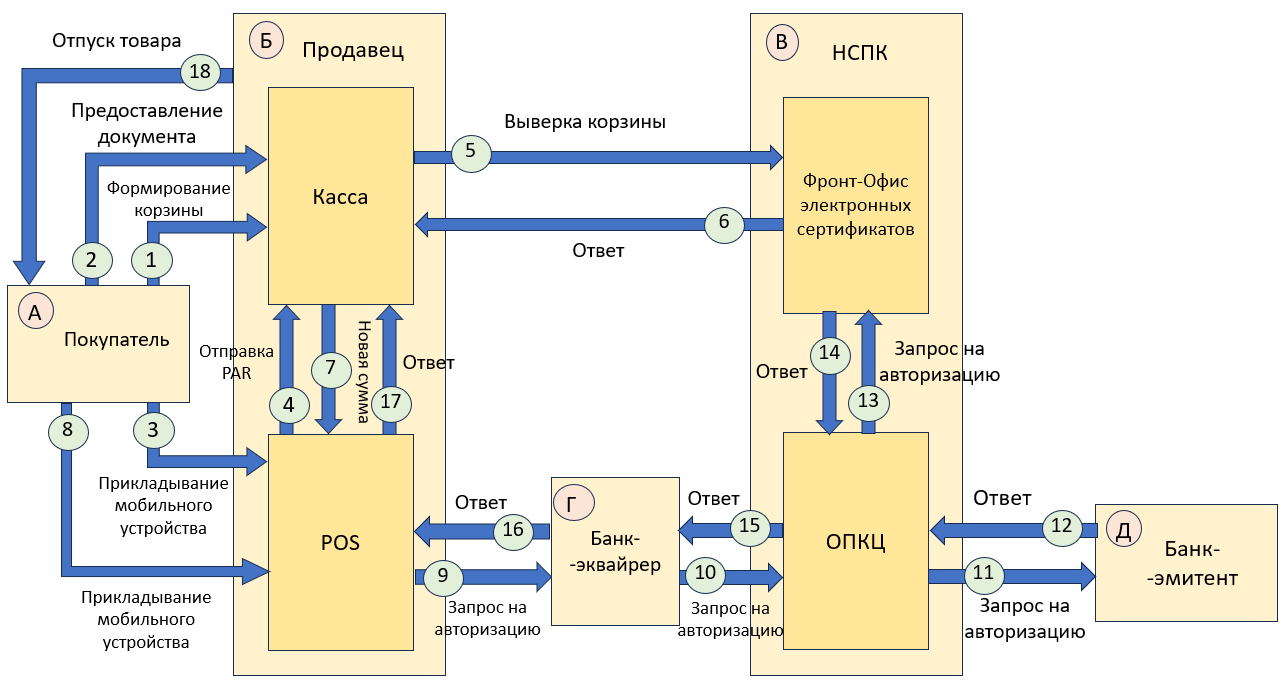 Отпуск товара
18
Б
Продавец
В
НСПК
Предоставление
документа
Формирование
корзины
2
1
Касса
5
Выверка корзины
6
Ответ
Фронт-Офис
электронных
сертификатов
А
Покупатель
Отправка
PAR
4
7
Новая сумма
17
Ответ
14
Ответ
13
Запрос на
авторизацию
8
3
Прикладывание
мобильного
устройства
Прикладывание
мобильного
устройства
POS
Ответ
16
9
Запрос на
авторизацию
Г
Банк-
-эквайрер
Ответ
15
10
Запрос на
авторизацию
ОПКЦ
Ответ
12
11
Запрос на
авторизацию
Д
Банк-
-эмитент